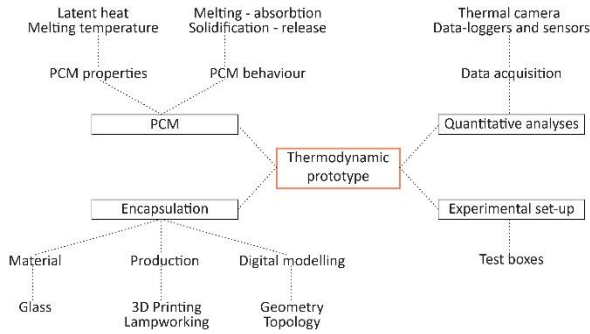 Latent heat
Melting temperature
Melting - absorbtion
Solidification - release
Thermal camera
Data-loggers and sensors
PCM properties
PCM behaviour
Data acquisition
PCM
Quantitative analyses
Thermodynamic
prototype
Encapsulation
Experimental set-up
Material
Production
Digital modelling
Test boxes
Glass
3D Printing
Lampworking
Geometry
Topology